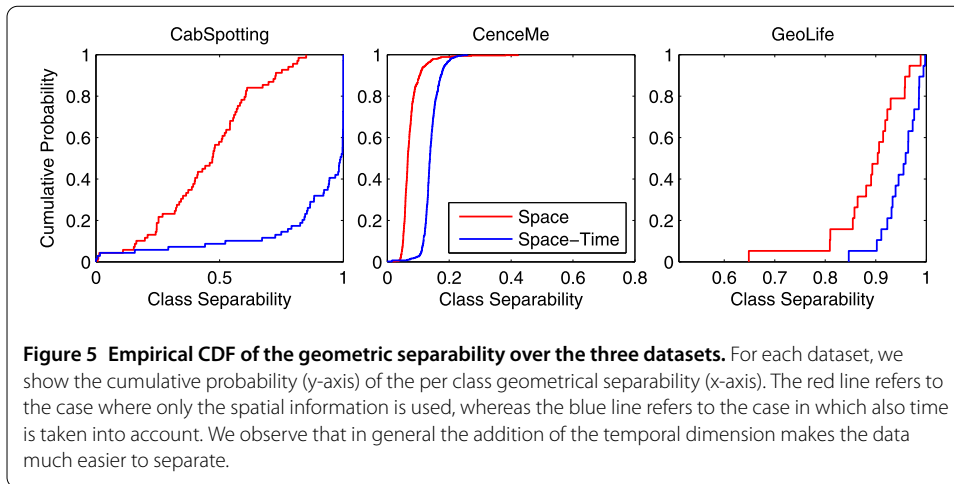 CabSpotting
CenceMe
GeoLife
Cumulative Probability
1
0.8
0.6
0.4
0.2
0
0 0.5 1
Class Separability
1
0.8
0.6
0.4
0.2
0
0 0.2 0.4 0.6 0.8
Class Separability
Space
Space-Time
1
0.8
0.6
0.4
0.2
0
0.6 0.7 0.8 0.9 1
Class Separability
Figure 5 Empirical CDF of the geometric separability over the three datasets. For each dataset, we
show the cumulative probability (y-axis) of the per class geometrical separability (x-axis). The red line refers to
the case where only the spatial information is used, whereas the blue line refers to the case in which also time
is taken into account. We observe that in general the addition of the temporal dimension makes the data
much easier to separate.